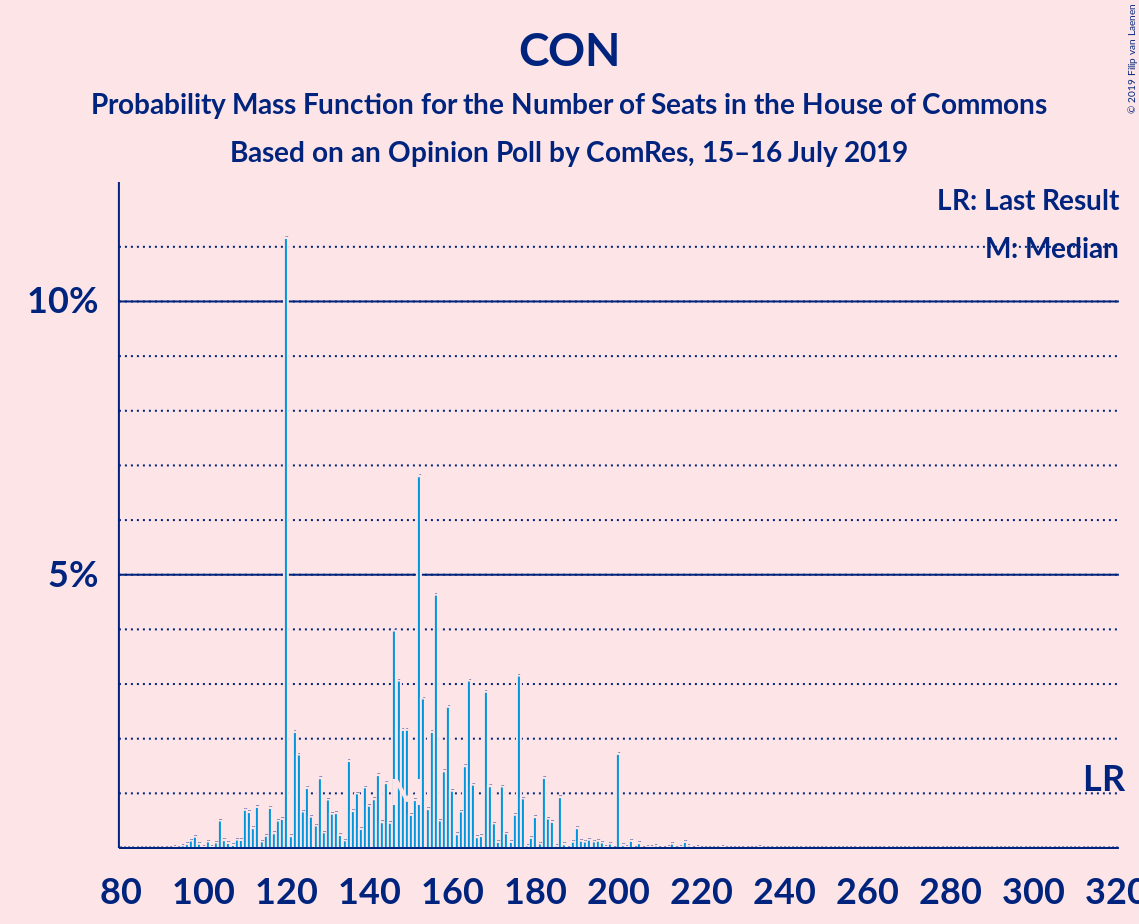 CON
Probability Mass Function for the Number of Seats in the House of Commons
Based on an Opinion Poll by ComRes, 15–16 July 2019
© 2019 Filip van Laenen
LR: Last Result
M: Median
10%
5%
LR
80 100 120 140 160 180 200 220 240 260 280 300 320